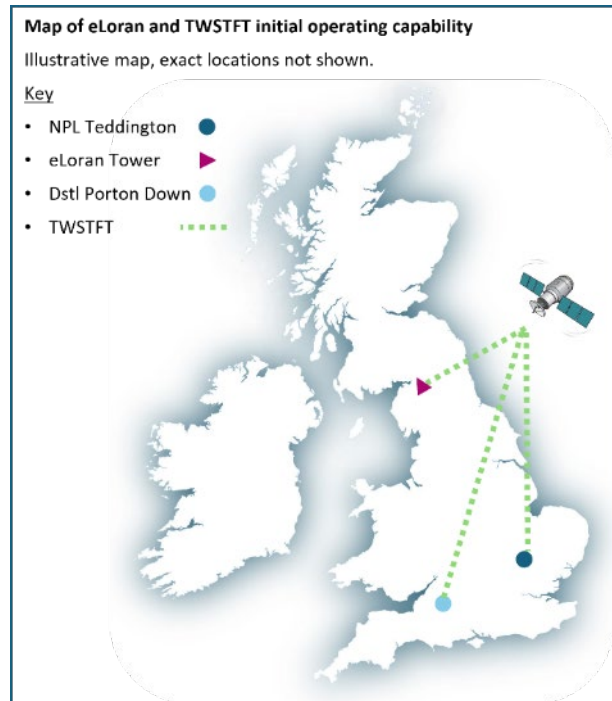 Map of eLoran and TWSTFT initial operating capability
Illustrative map, exact locations not shown.
Key
• NPL Teddington
• eLoran Tower
• Dstl Porton Down
• TWSTFT